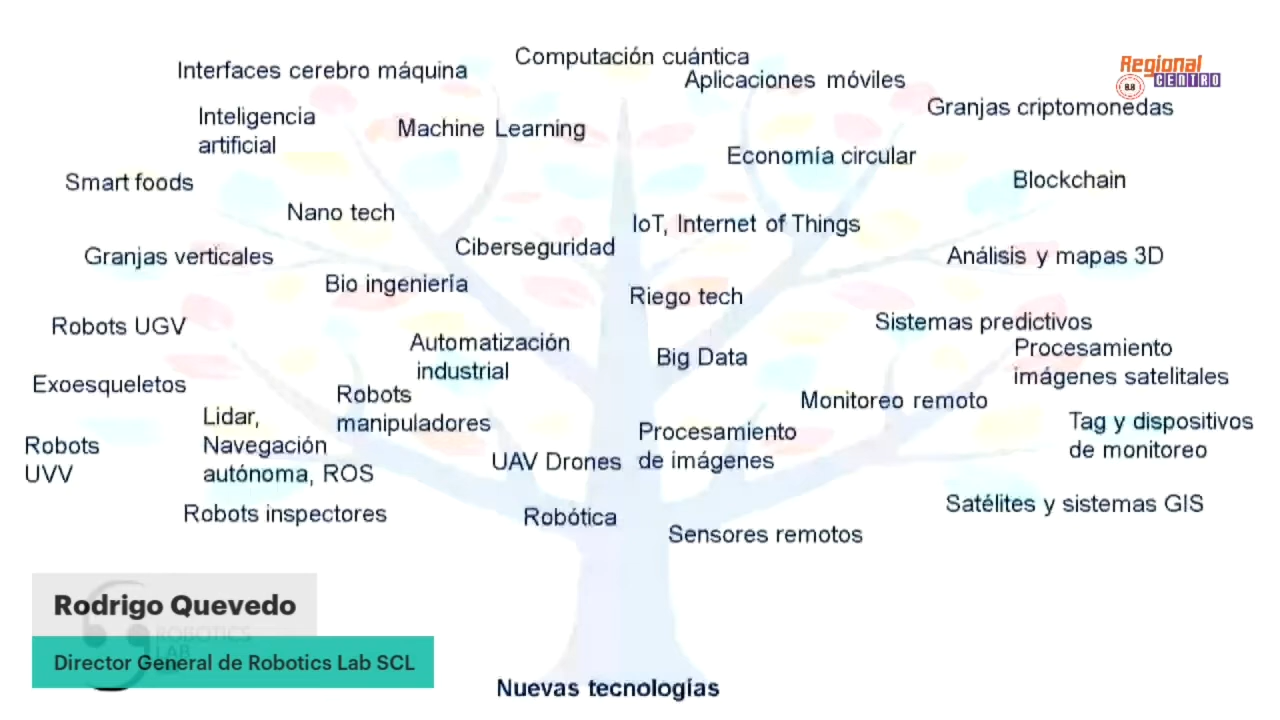 Computación cuántica
Interfaces cerebro máquina
Aplicaciones móviles
Regional
8.8 CENTRO
Granjas criptomonedas
Inteligencia
artificial
Machine Learning
Economía circular
Smart foods
Blockchain
Nano tech
IoT, Internet of Things
Ciberseguridad
Granjas verticales
Análisis y mapas 3D
Bio ingeniería
Riego tech
Robots UGV
Sistemas predictivos
Automatización
industrial
Big Data
Procesamiento
imágenes satelitales
Exoesqueletos
Robots
manipuladores
Monitoreo remoto
Lidar,
Navegación
autónoma, ROS
Tag y dispositivos
de monitoreo
Robots
UVV
UAV Drones
Procesamiento
de imágenes
Robots inspectores
Robótica
Satélites y sistemas GIS
Sensores remotos
Rodrigo Quevedo
ROBOTICS
LAB
Director General de Robotics Lab SCL
Nuevas tecnologías